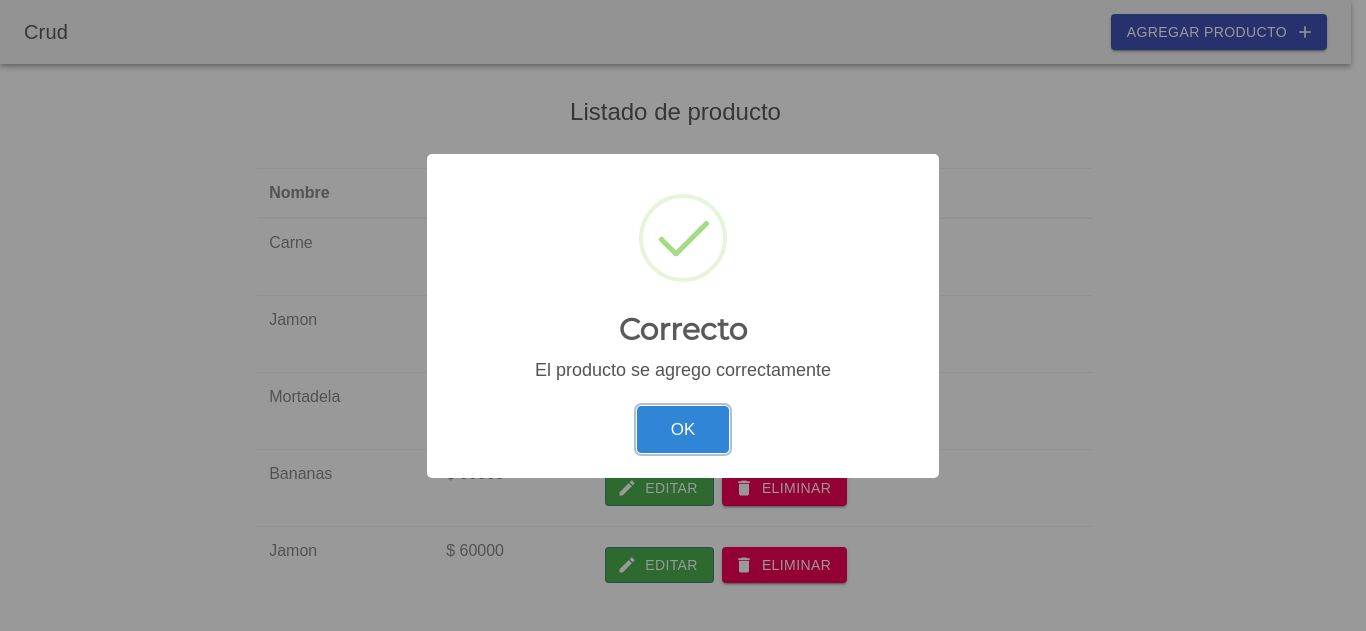 Crud
AGREGAR PRODUCTO
Listado de producto
Nombre
Carne
Jamon
Mortadela
Correcto
El producto se agrego correctamente
OK
Bananas
EDITAR ELIMINAR
Jamon $ 60000 EDITAR ELIMINAR